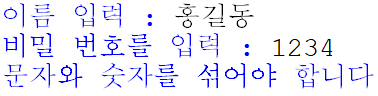 이름 입력 : 홍길동
비밀 번호를 입력 : 1234
문자와 숫자를 섞어야 합니다